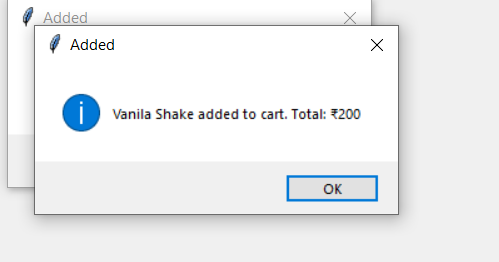 Added
Added
Vanila Shake added to cart. Total: ₹200
OK